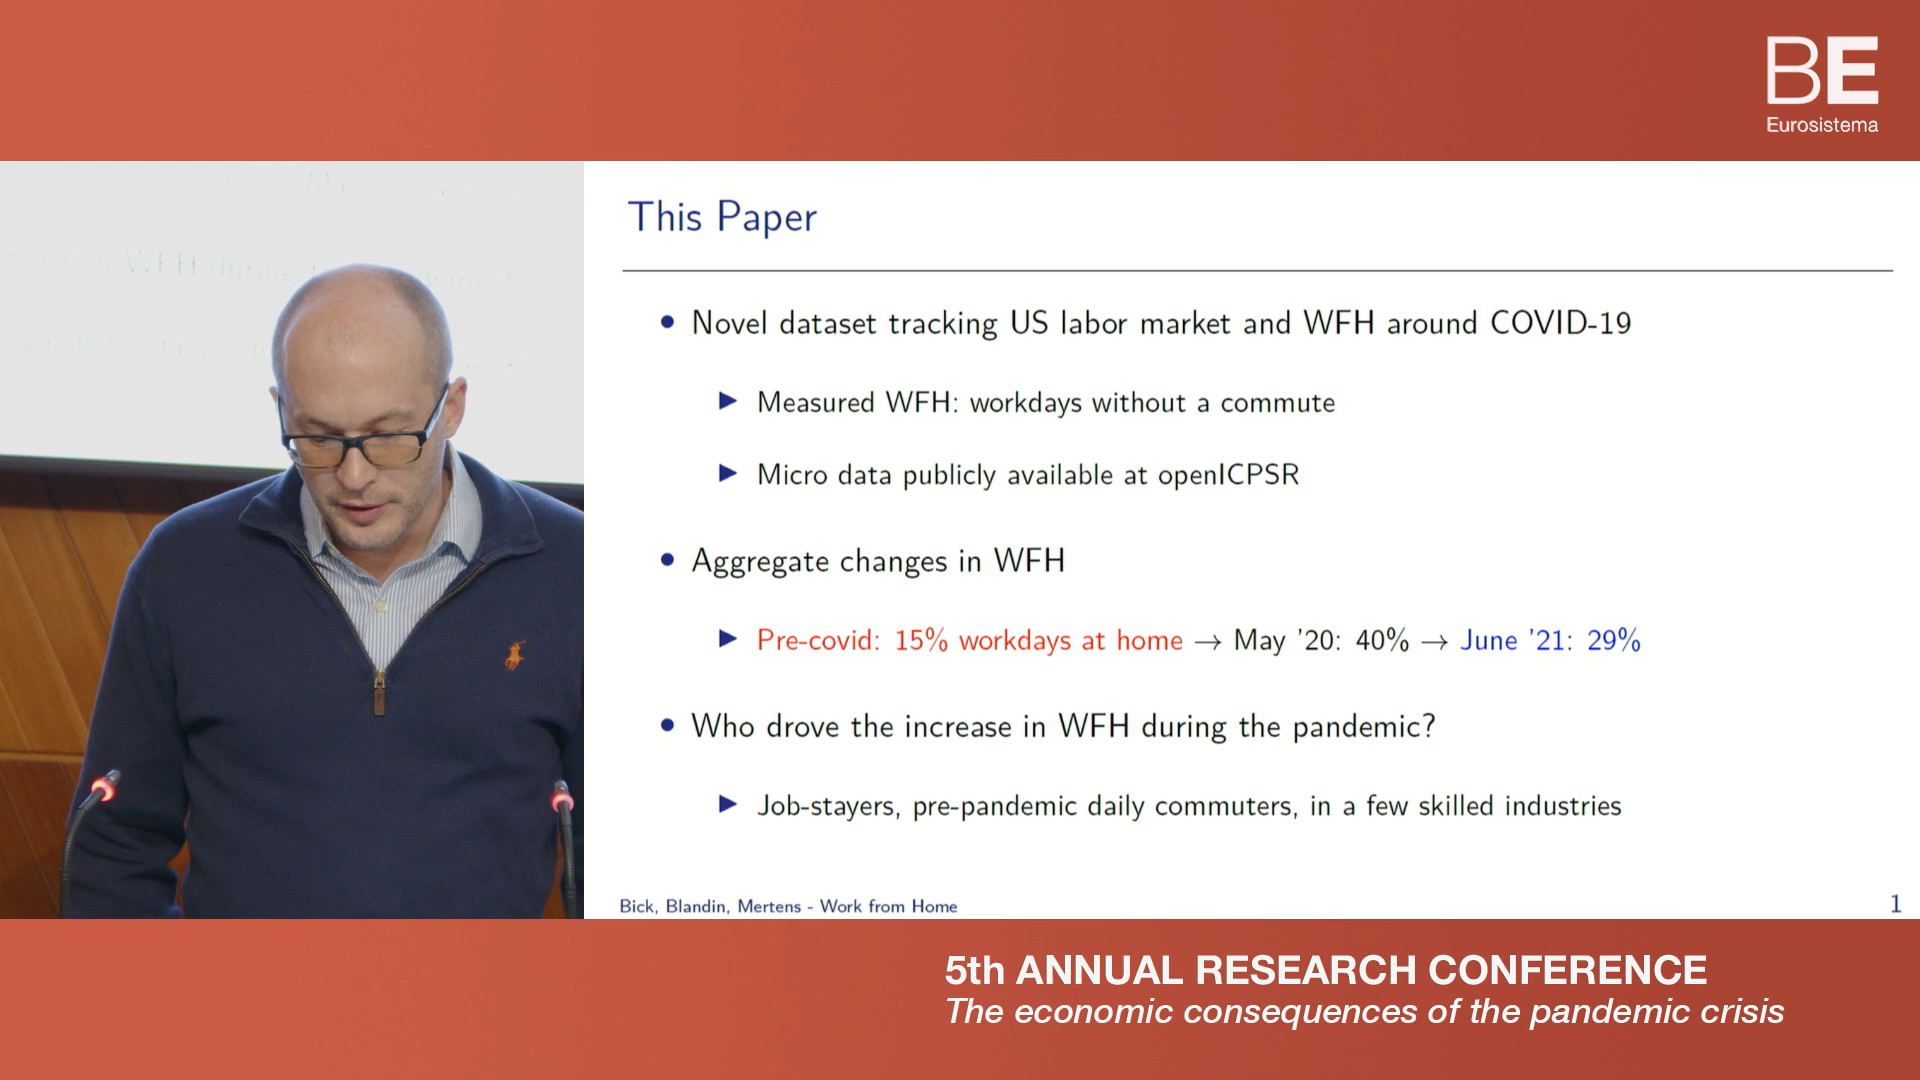 BE
Eurosistema
This Paper
• Novel dataset tracking US labor market and WFH around COVID-19
▶ Measured WFH: workdays without a commute
▶ Micro data publicly available at openICPSR
• Aggregate changes in WFH
▶ Pre-covid: 15% workdays at home → May '20: 40% → June '21: 29%
• Who drove the increase in WFH during the pandemic?
▶ Job-stayers, pre-pandemic daily commuters, in a few skilled industries
Bick, Blandin, Mertens - Work from Home
1
5th ANNUAL RESEARCH CONFERENCE
The economic consequences of the pandemic crisis